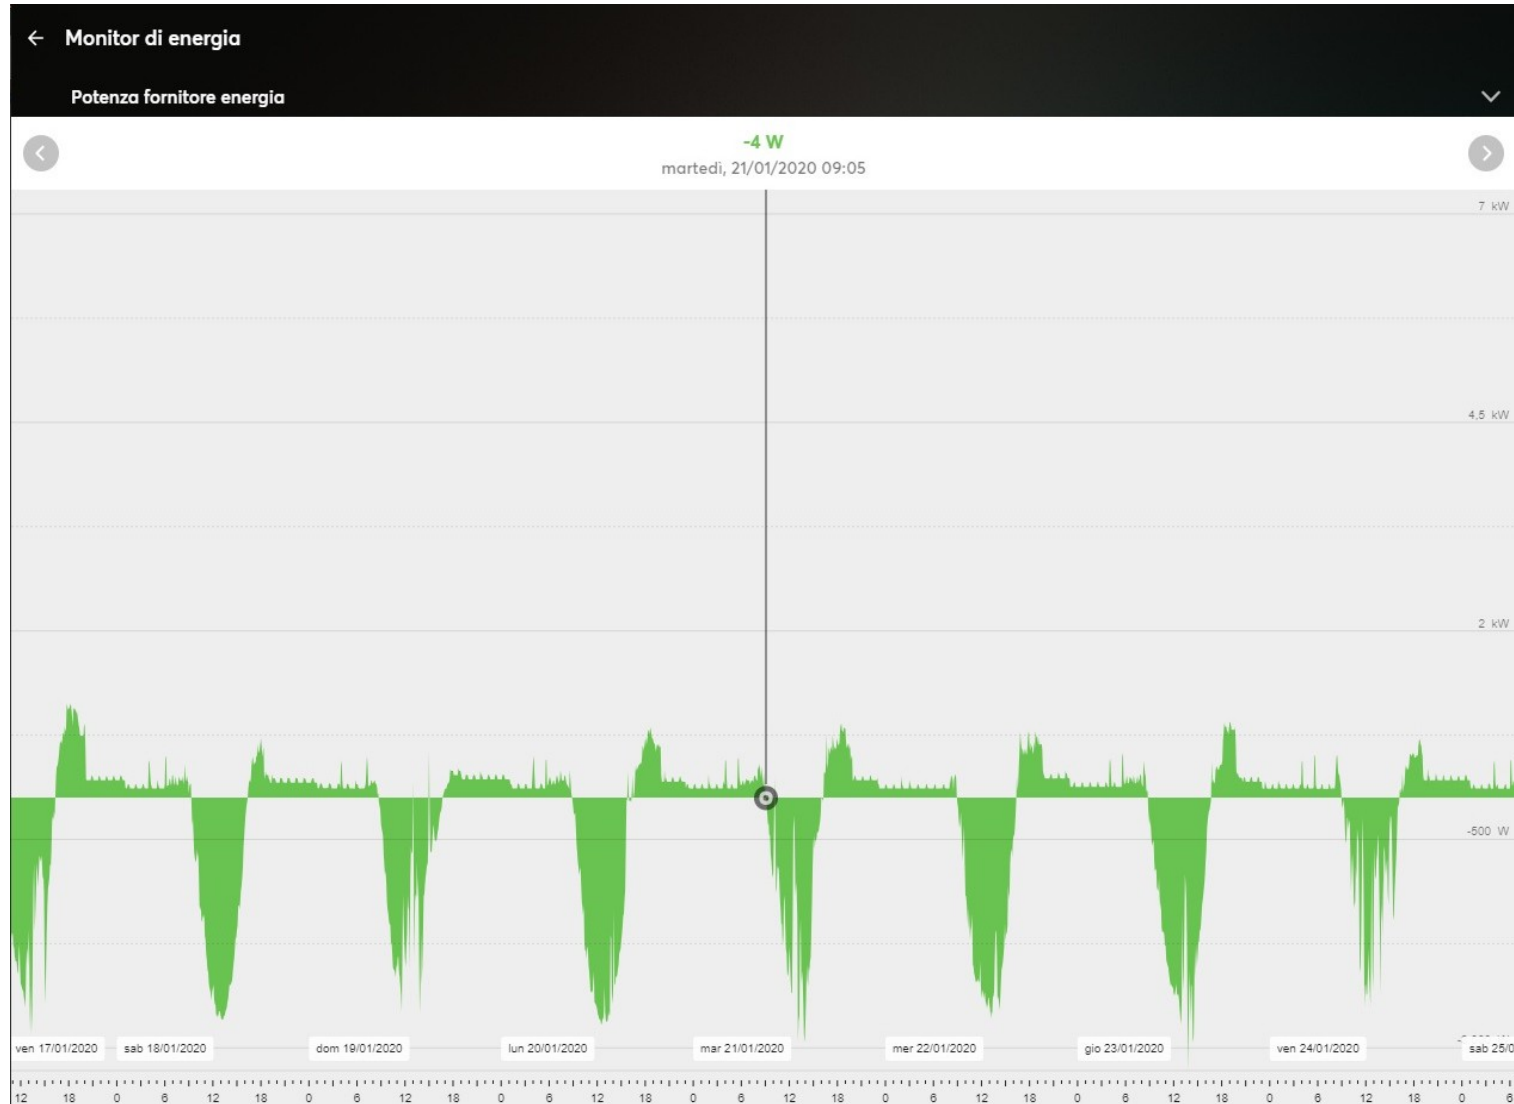 Monitor di energia
Potenza fornitore energia
-4 W
martedì, 21/01/2020 09:05
7 kW
4,5 kW
2 kW
-500 W
ven 17/01/2020 sab 18/01/2020 dom 19/01/2020 lun 20/01/2020 mar 21/01/2020 mer 22/01/2020 gio 23/01/2020 ven 24/01/2020 sab 25/0
12 18 0 6 12 18 0 6 12 18 0 6 12 18 0 6 12 18 0 6 12 18 0 6 12 18 0 6 12 18 0 6